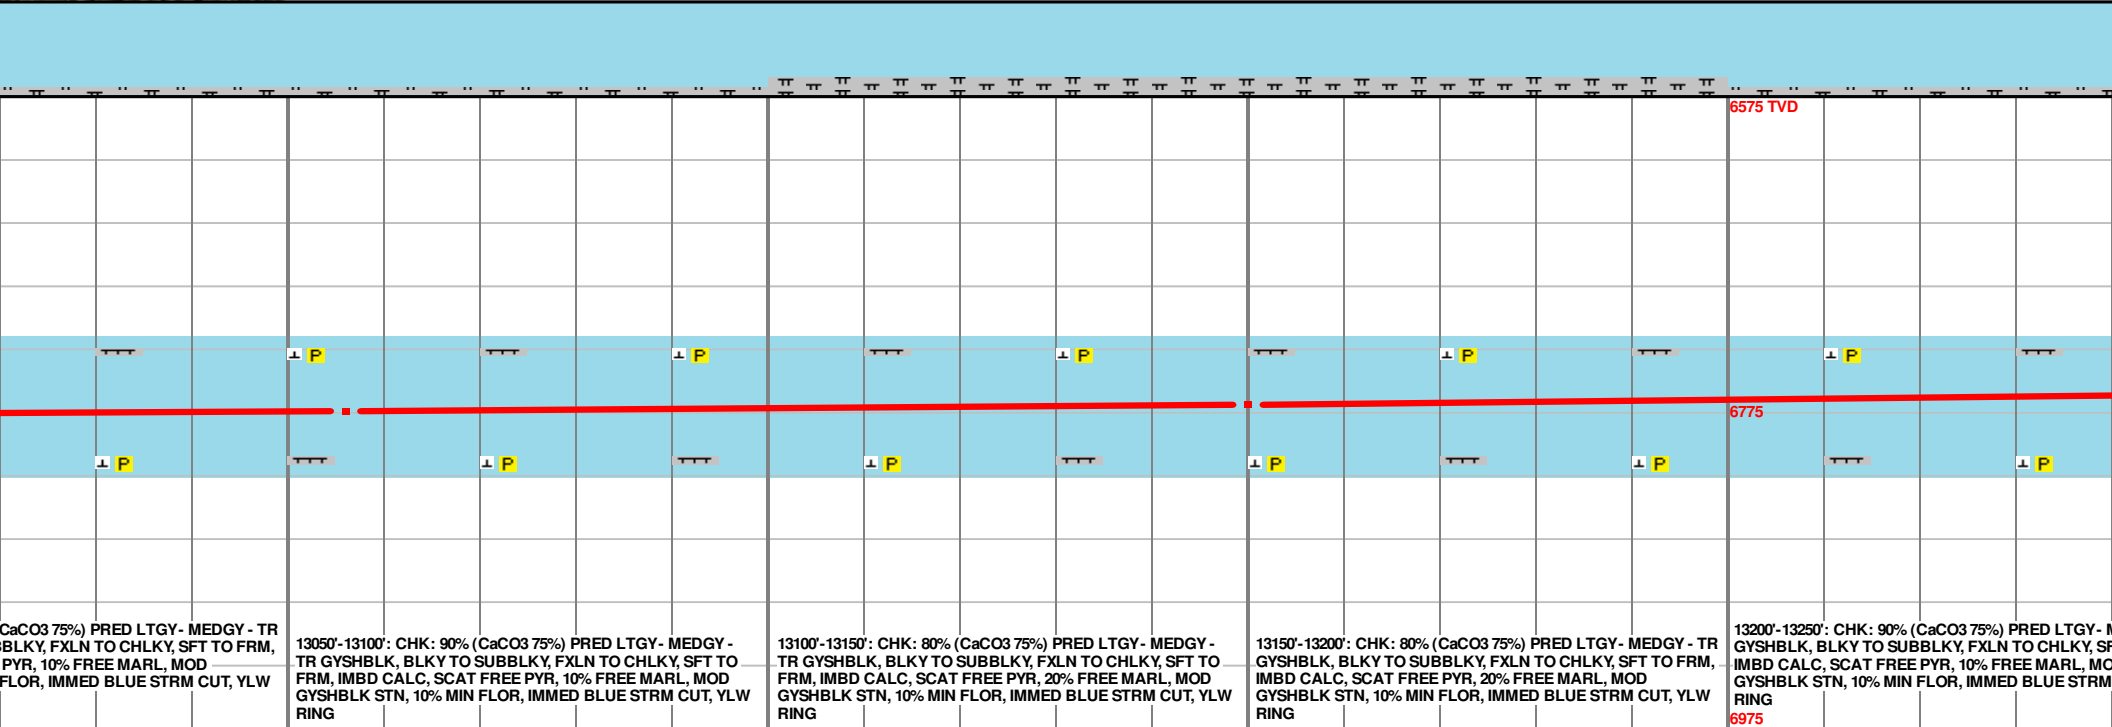 6575 TVD
P P P P P P
6775
P P P P P P
CaCO3 75%) PRED LTGY - MEDGY - TR
BLKY, FXLN TO CHLKY, SFT TO FRM,
PYR, 10% FREE MARL, MOD
FLOR, IMMED BLUE STRM CUT, YLW
13050'-13100': CHK: 90% (CaCO3 75%) PRED LTGY - MEDGY -
TR GYSHBLK, BLKY TO SUBBLKY, FXLN TO CHLKY, SFT TO
FRM, IMBD CALC, SCAT FREE PYR, 10% FREE MARL, MOD
GYSHBLK STN, 10% MIN FLOR, IMMED BLUE STRM CUT, YLW
RING
13100'-13150': CHK: 80% (CaCO3 75%) PRED LTGY - MEDGY -
TR GYSHBLK, BLKY TO SUBBLKY, FXLN TO CHLKY, SFT TO
FRM, IMBD CALC, SCAT FREE PYR, 20% FREE MARL, MOD
GYSHBLK STN, 10% MIN FLOR, IMMED BLUE STRM CUT, YLW
RING
13150'-13200': CHK: 80% (CaCO3 75%) PRED LTGY - MEDGY - TR
GYSHBLK, BLKY TO SUBBLKY, FXLN TO CHLKY, SFT TO FRM,
IMBD CALC, SCAT FREE PYR, 20% FREE MARL, MOD
GYSHBLK STN, 10% MIN FLOR, IMMED BLUE STRM CUT, YLW
RING
13200'-13250': CHK: 90% (CaCO3 75%) PRED LTGY - M
GYSHBLK, BLKY TO SUBBLKY, FXLN TO CHLKY, SF
IMBD CALC, SCAT FREE PYR, 10% FREE MARL, MO
GYSHBLK STN, 10% MIN FLOR, IMMED BLUE STRM
RING
6975